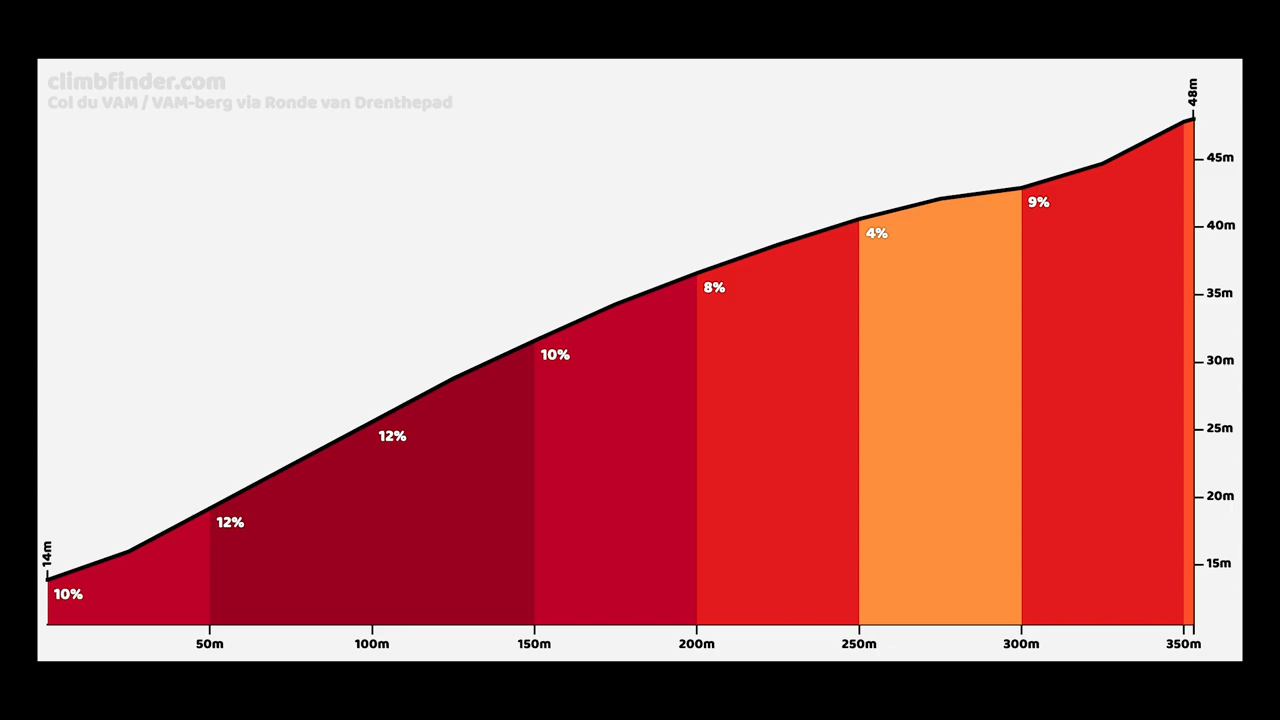 climbfinder.com
Col du VAM / VAM-berg via Ronde van Drenthepad
48m
45m
9%
40m
4%
35m
8%
30m
10%
25m
12%
20m
12%
15m
14m
10%
50m
100m
150m
200m
250m
300m
350m